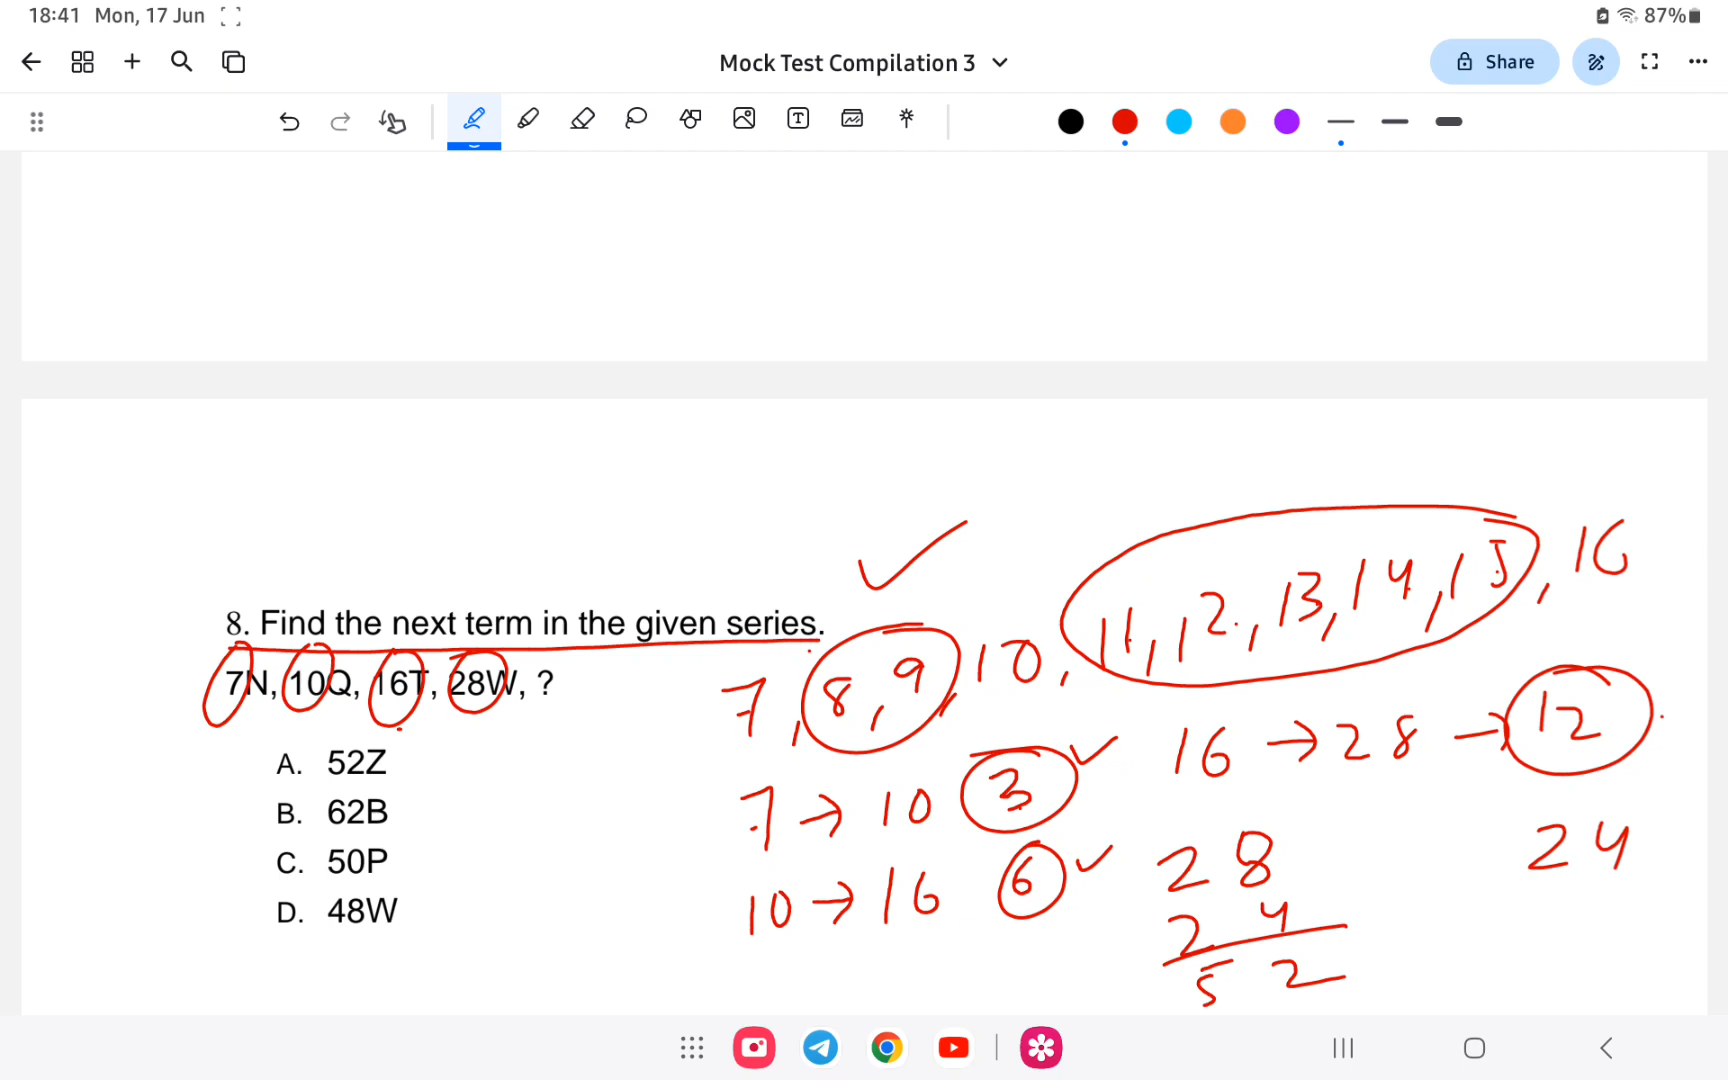 18:41 Mon, 17 Jun
87%
Mock Test Compilation 3
Share
8. Find the next term in the given series.
7N, 10Q, 16T, 28W, ?
A. 52Z
B. 62B
C. 50P
D. 48W
7, 8, 9, 10, 11, 12, 13, 14, 15, 16
7 → 10 3
10 → 16 6
16 → 28 → 12
24
28
24
52